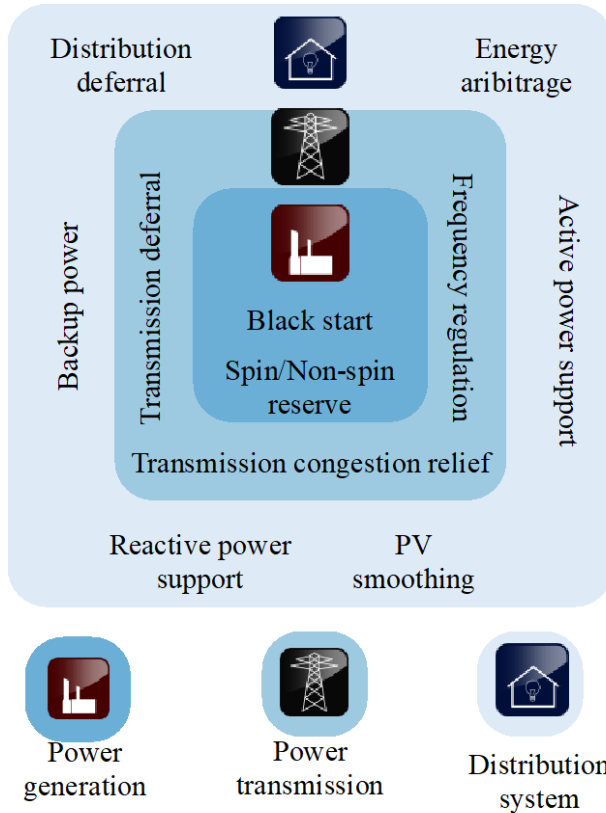 Distribution
deferral
Energy
aribitrage
Backup power
Transmission deferral
Frequency regulation
Active power support
Black start
Spin/Non-spin
reserve
Transmission congestion relief
Reactive power
support
PV
smoothing
Power
generation
Power
transmission
Distribution
system